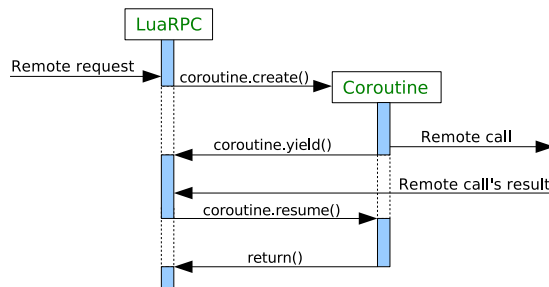 LuaRPC
Remote request
coroutine.create()
Coroutine
Remote call
coroutine.yield()
Remote call's result
coroutine.resume()
return()